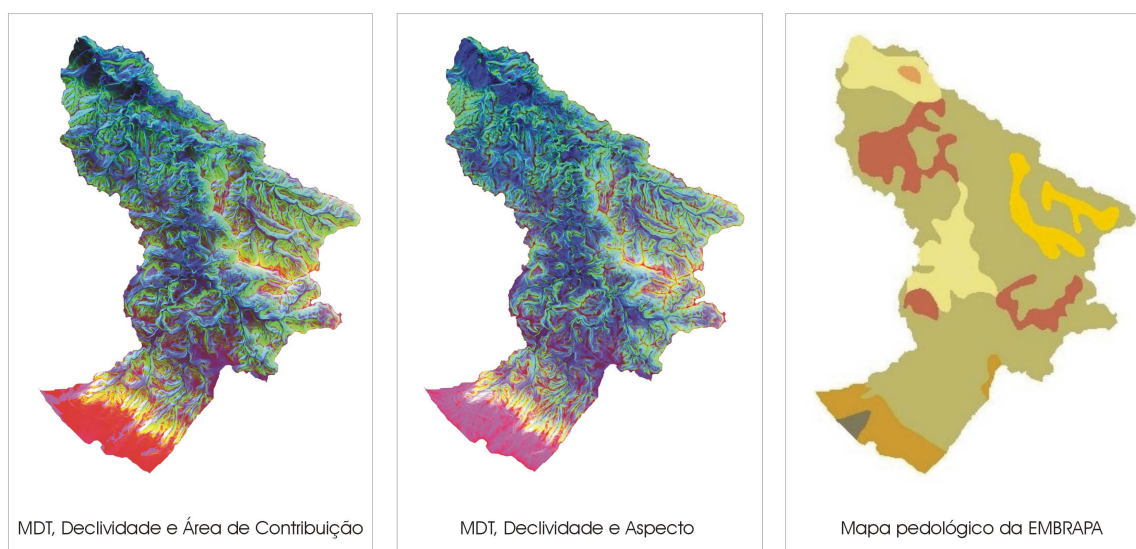 MDT, Declividade e Área de Contribuição
MDT, Declividade e Aspecto
Mapa pedológico da EMBRAPA